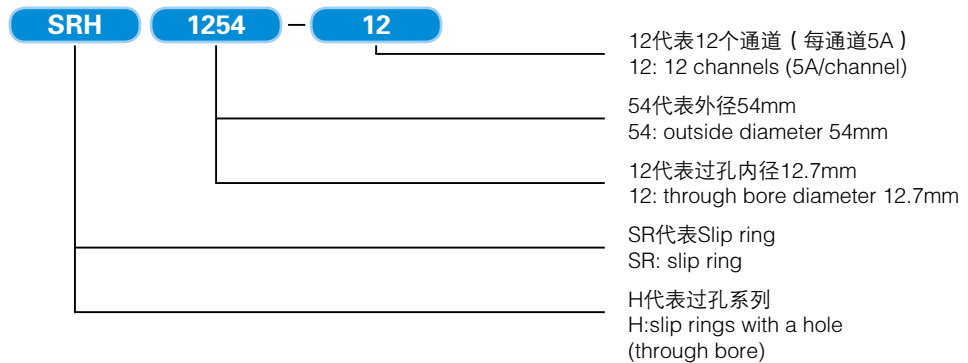 SRH 1254 – 12
12代表12个通道（每通道5A）
12: 12 channels (5A/channel)
54代表外径54mm
54: outside diameter 54mm
12代表过孔内径12.7mm
12: through bore diameter 12.7mm
SR代表Slip ring
SR: slip ring
H代表过孔系列
H:slip rings with a hole
(through bore)